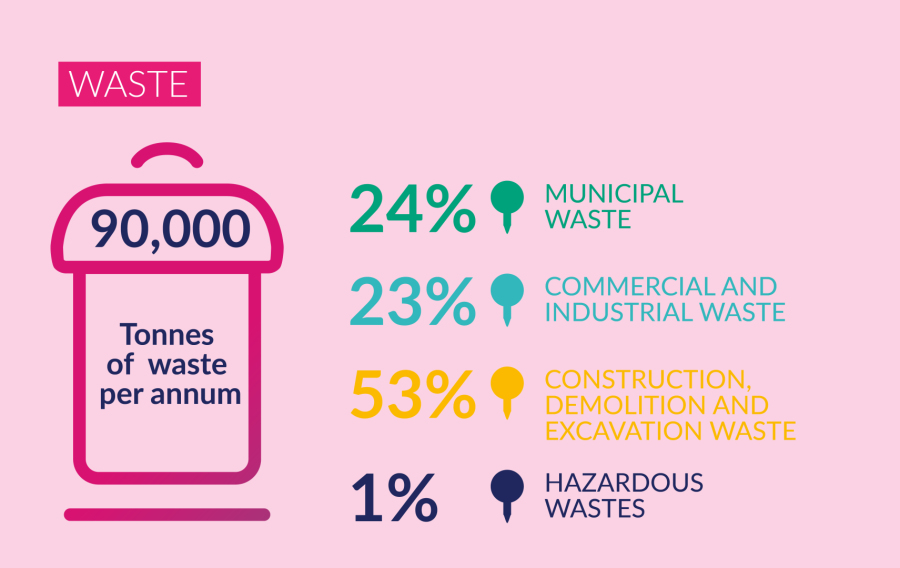 WASTE
90,000
Tonnes
of waste
per annum
24%
MUNICIPAL
WASTE
23%
COMMERCIAL AND
INDUSTRIAL WASTE
53%
CONSTRUCTION,
DEMOLITION AND
EXCAVATION WASTE
1%
HAZARDOUS
WASTES